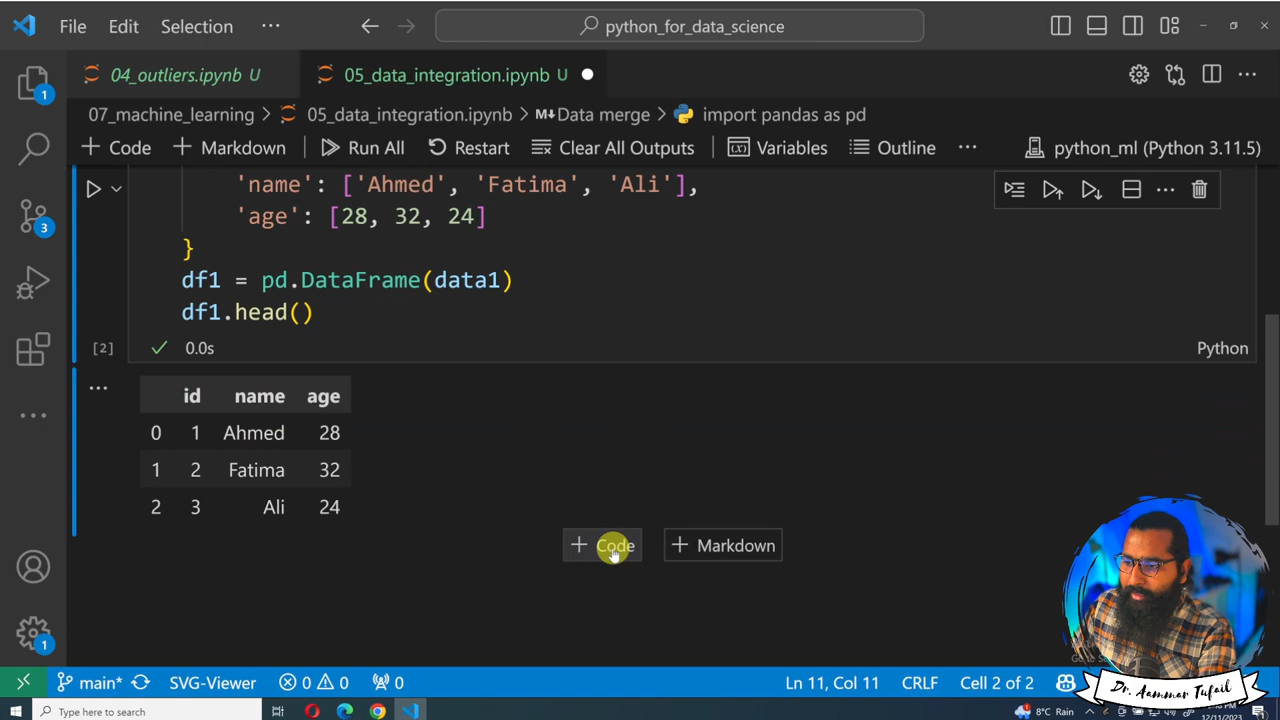 File Edit Selection ··· python_for_data_science
04_outliers.ipynb U 05_data_integration.ipynb U
07_machine_learning > 05_data_integration.ipynb > M↓Data merge > import pandas as pd
+ Code + Markdown Run All Restart Clear All Outputs Variables Outline ··· python_ml (Python 3.11.5)
'name': ['Ahmed', 'Fatima', 'Ali'],
'age': [28, 32, 24]
}
df1 = pd.DataFrame(data1)
df1.head()
[2] 0.0s Python
id name age
0 1 Ahmed 28
1 2 Fatima 32
2 3 Ali 24
+ Code + Markdown
1
3
1
main* SVG-Viewer 0 0 0 Ln 11, Col 11 CRLF Cell 2 of 2
Dr. Aammar Tufail
Type here to search 8°C Rain